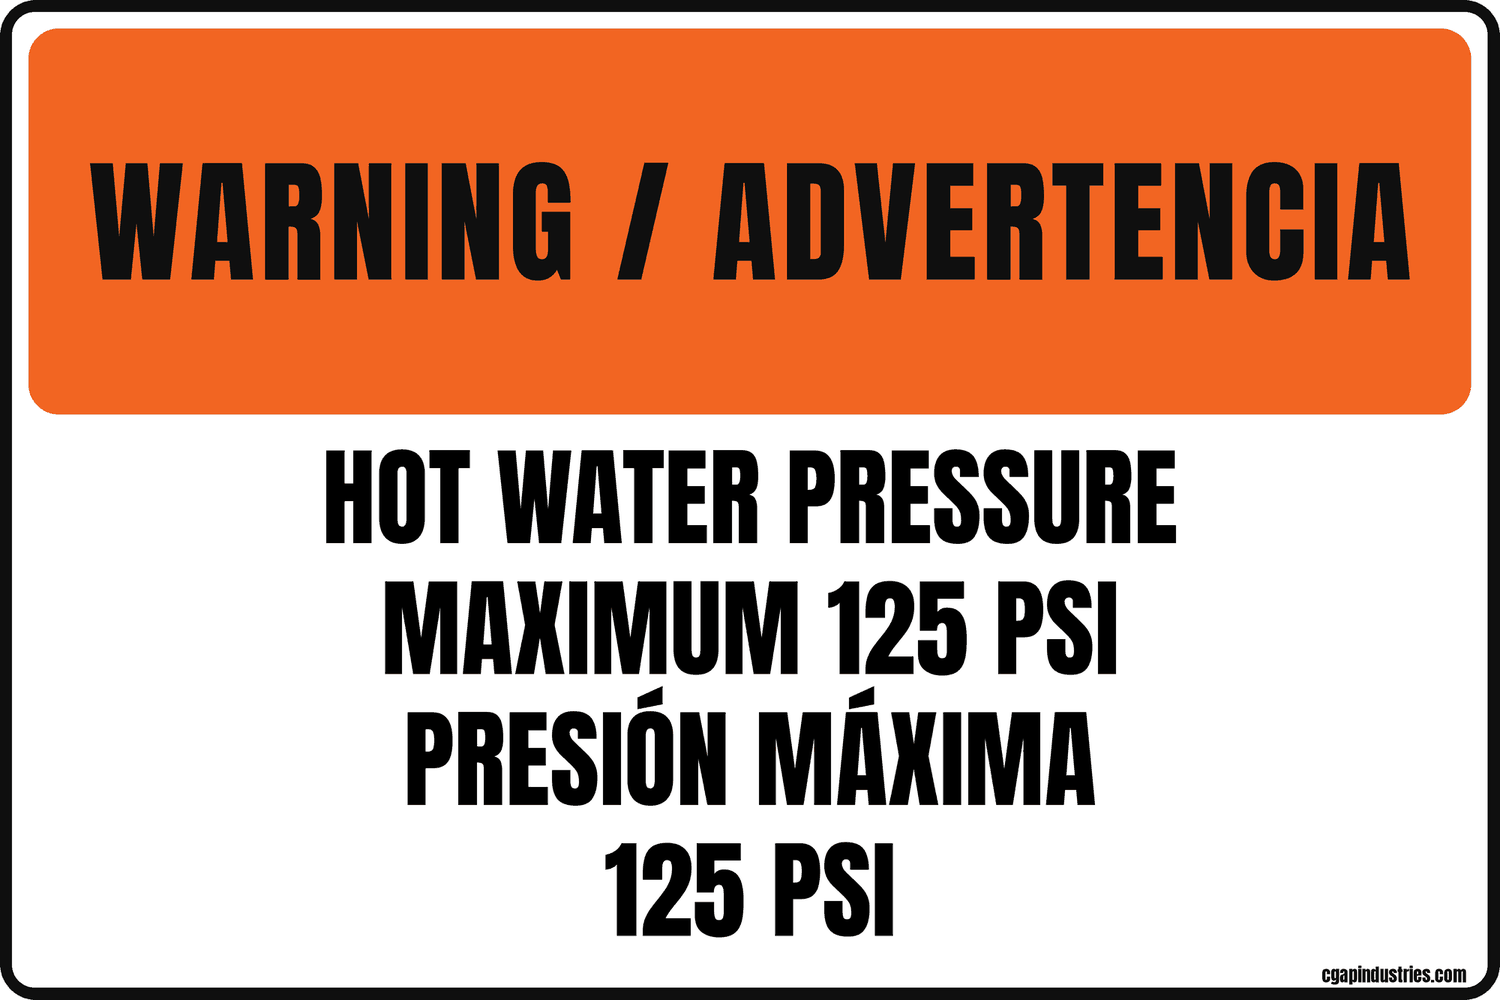 WARNING / ADVERTENCIA
HOT WATER PRESSURE
MAXIMUM 125 PSI
PRESIÓN MÁXIMA
125 PSI
cgapindustries.com